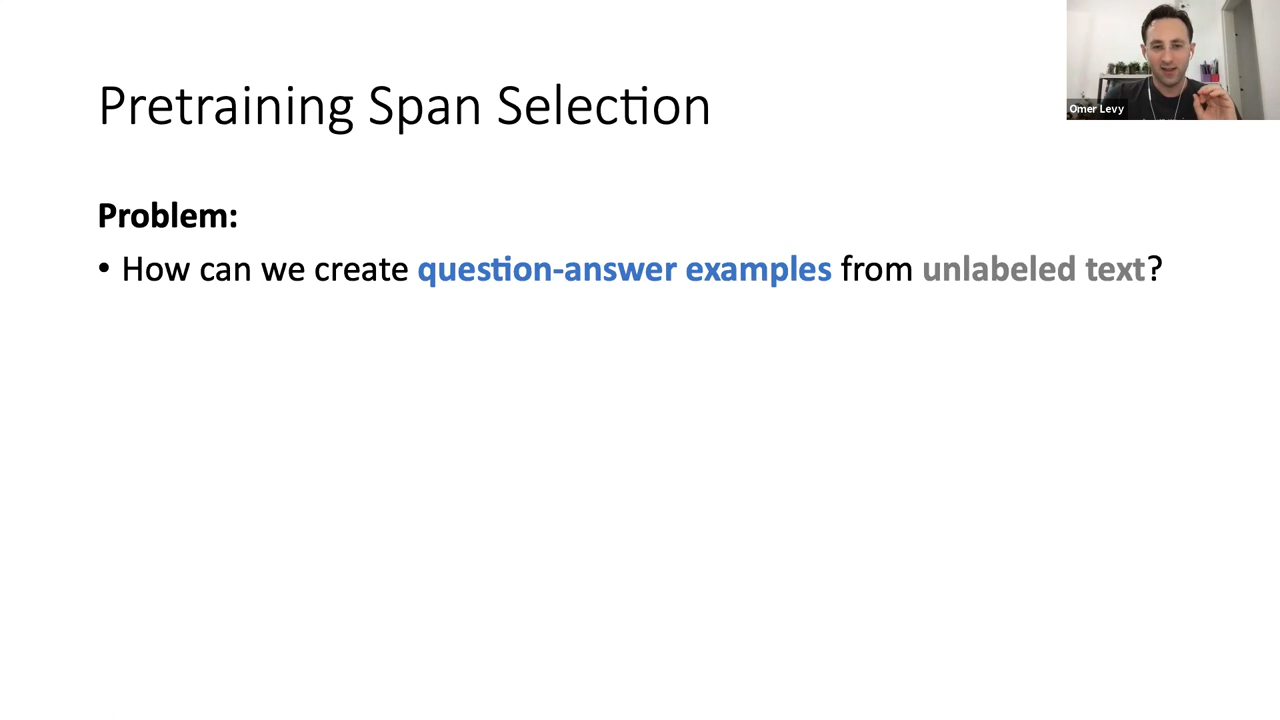 Pretraining Span Selection
Omer Levy
Problem:
• How can we create question-answer examples from unlabeled text?